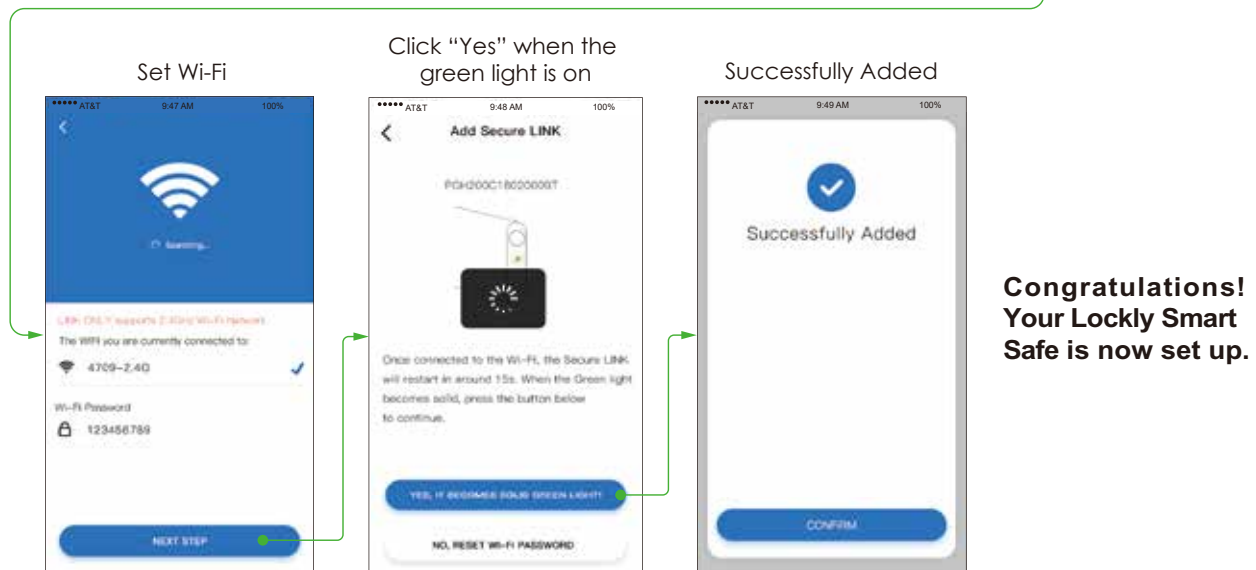 Set Wi-Fi
AT&T 9:47 AM 100%
Scanning...
LINK ONLY supports 2.4GHz Wi-Fi network
The WIFI you are currently connected to:
4709-2.4G
Wi-Fi Password
123456789
NEXT STEP
Click “Yes” when the
green light is on
AT&T 9:48 AM 100%
Add Secure LINK
Once connected to the Wi-Fi, the Secure LINK
will restart in around 15s. When the Green light
becomes solid, press the button below
to continue.
YES, IT BECOMES SOLID GREEN LIGHT!
NO, RESET WI-FI PASSWORD
Successfully Added
AT&T 9:49 AM 100%
Successfully Added
CONFIRM
Congratulations!
Your Lockly Smart
Safe is now set up.